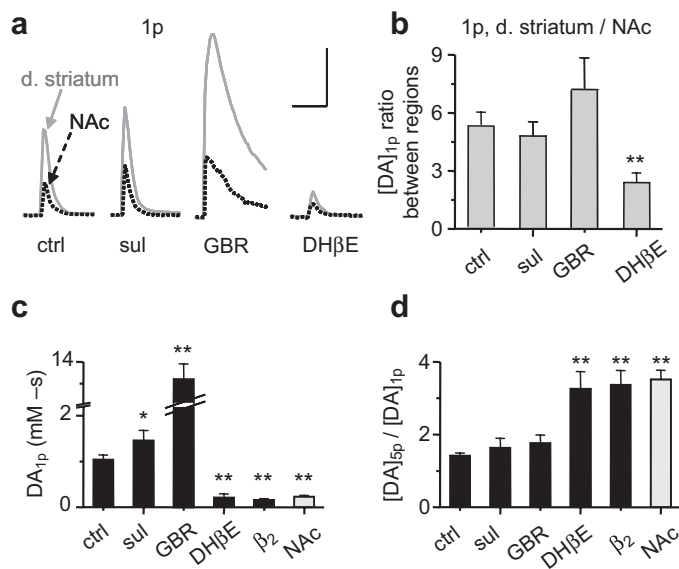 a
1p
d. striatum
NAc
ctrl
sul
GBR
DHβE
b
1p, d. striatum / NAc
[DA]1p ratio
between regions
9
6
3
0
**
ctrl
sul
GBR
DHβE
c
DA1p (mM –s)
14
2
0
*
**
**
**
**
ctrl
sul
GBR
DHβE
β2
NAc
d
[DA]5p / [DA]1p
4
2
0
**
**
**
ctrl
sul
GBR
DHβE
β2
NAc